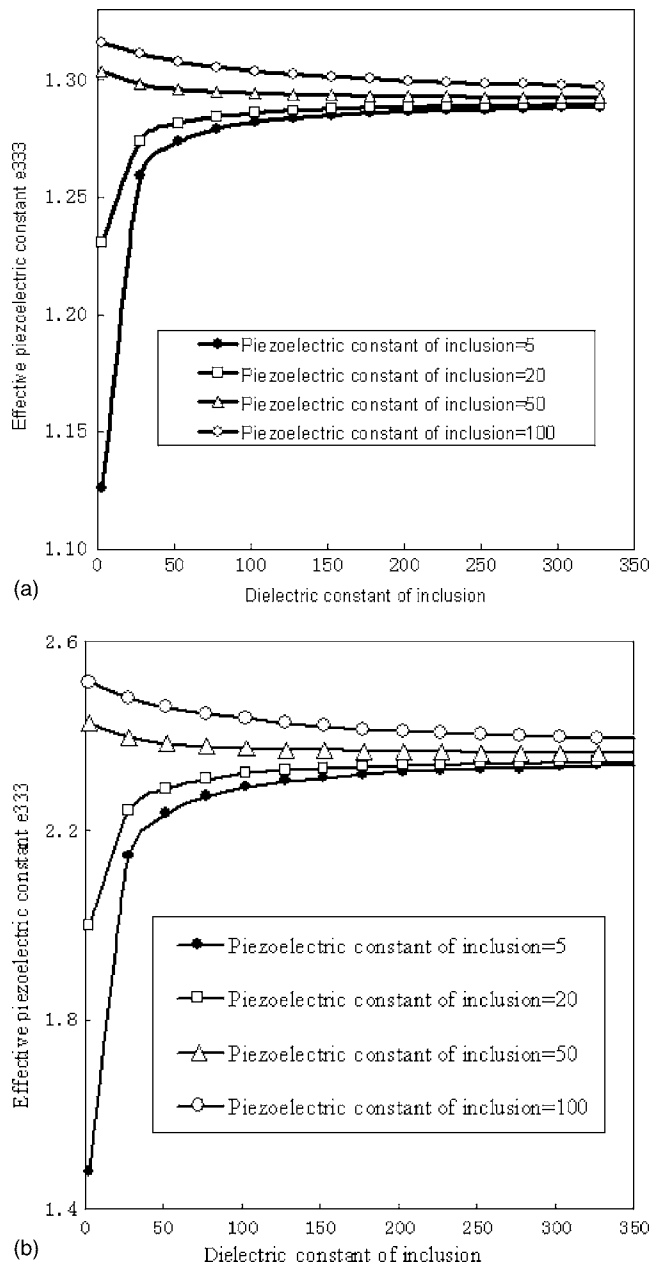 1.30
1.25
1.20
1.15
1.10
Effective piezoelectric constant e333
Piezoelectric constant of inclusion=5
Piezoelectric constant of inclusion=20
Piezoelectric constant of inclusion=50
Piezoelectric constant of inclusion=100
0 50 100 150 200 250 300 350
(a)
Dielectric constant of inclusion
2.6
2.2
1.8
1.4
Effective piezoelectric constant e333
Piezoelectric constant of inclusion=5
Piezoelectric constant of inclusion=20
Piezoelectric constant of inclusion=50
Piezoelectric constant of inclusion=100
0 50 100 150 200 250 300 350
(b)
Dielectric constant of inclusion